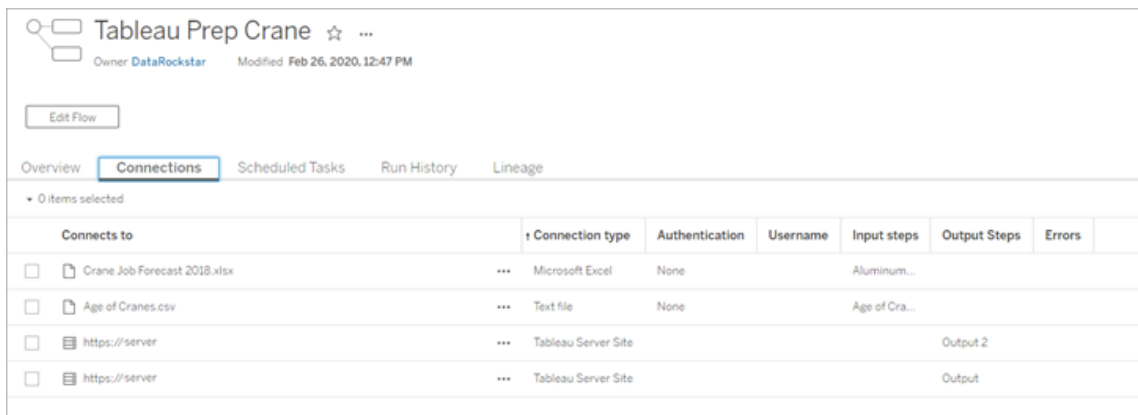 Tableau Prep Crane ☆ ...
Owner DataRockstar Modified Feb 26, 2020, 12:47 PM
Edit Flow
Overview Connections Scheduled Tasks Run History Lineage
▾ 0 items selected
Connects to ↑ Connection type Authentication Username Input steps Output Steps Errors
Crane Job Forecast 2018.xlsx ... Microsoft Excel None Aluminum...
Age of Cranes.csv ... Text file None Age of Cra...
https://server ... Tableau Server Site Output 2
https://server ... Tableau Server Site Output